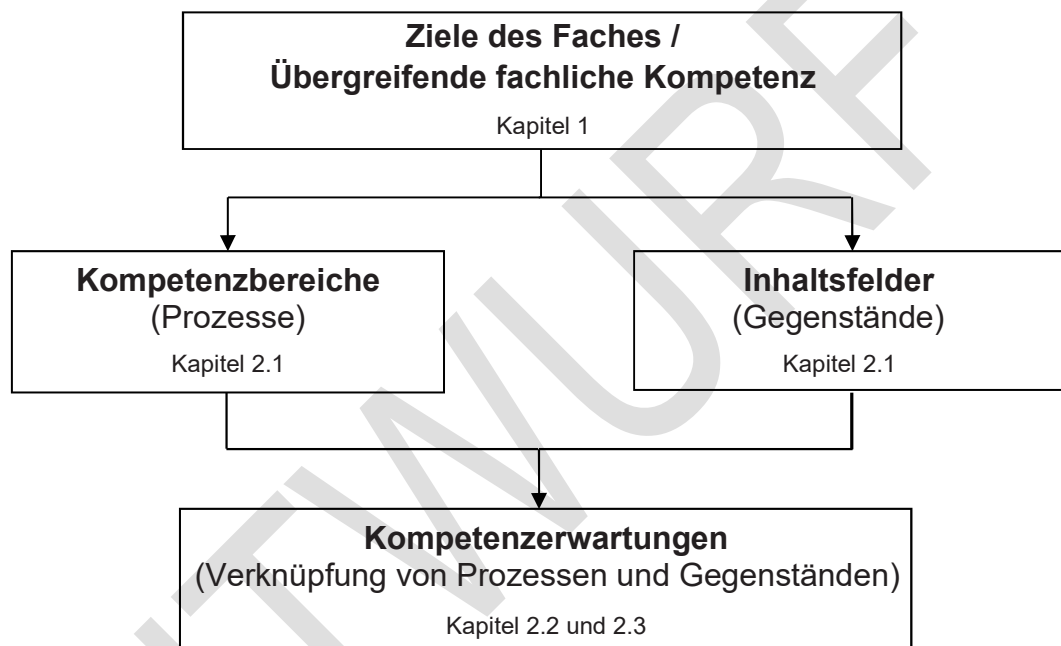 Ziele des Faches /
Übergreifende fachliche Kompetenz
Kapitel 1
Kompetenzbereiche
(Prozesse)
Kapitel 2.1
Inhaltsfelder
(Gegenstände)
Kapitel 2.1
Kompetenzerwartungen
(Verknüpfung von Prozessen und Gegenständen)
Kapitel 2.2 und 2.3
TWURF